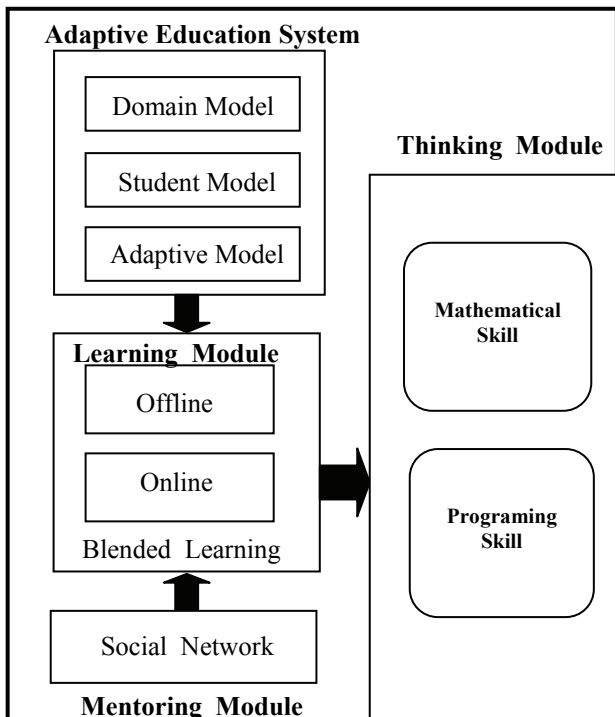 Adaptive Education System
Domain Model
Student Model
Adaptive Model
Learning Module
Offline
Online
Blended Learning
Social Network
Mentoring Module
Thinking Module
Mathematical
Skill
Programing
Skill